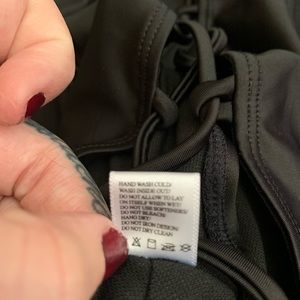 HAND WASH COLD/
WASH INSIDE OUT/
DO NOT ALLOW TO LAY
ON ITSELF WHEN WET/
DO NOT USE SOFTENERS/
DO NOT BLEACH/
HANG DRY/
DO NOT IRON DESIGN/
DO NOT DRY CLEAN